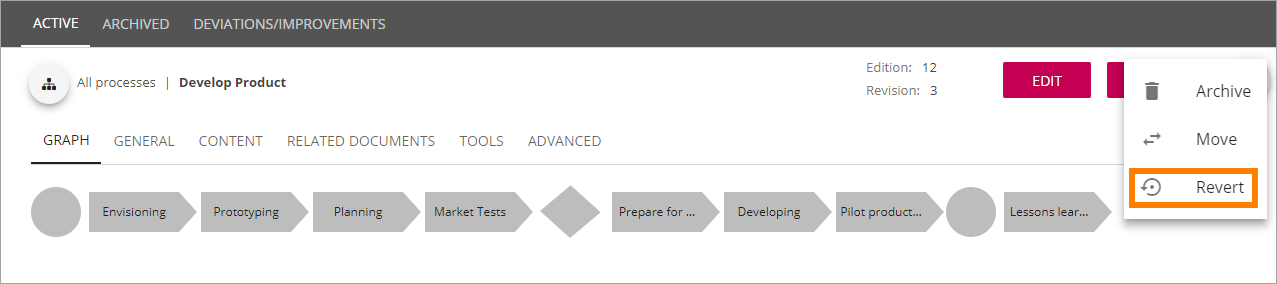 ACTIVE ARCHIVED DEVIATIONS/IMPROVEMENTS
All processes | Develop Product
Edition: 12
Revision: 3
EDIT
Archive
Move
Revert
GRAPH GENERAL CONTENT RELATED DOCUMENTS TOOLS ADVANCED
Envisioning Prototyping Planning Market Tests Prepare for ... Developing Pilot product... Lessons lear...